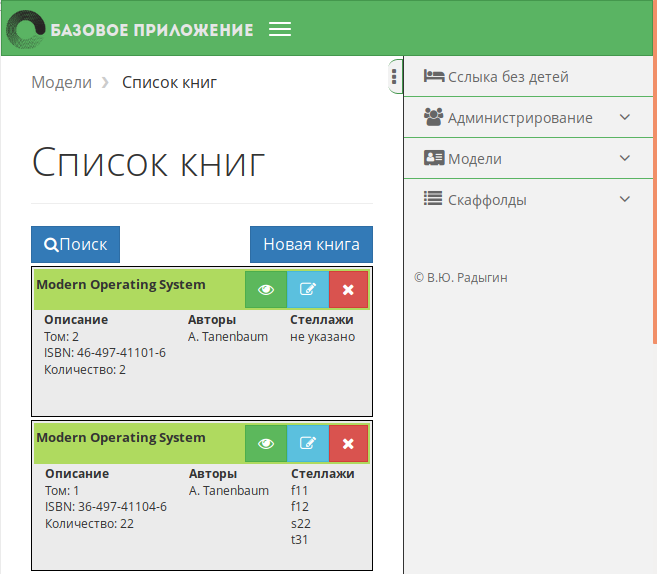 БАЗОВОЕ ПРИЛОЖЕНИЕ
Модели
Список книг
Список книг
Поиск
Новая книга
Modern Operating System
Описание
Авторы
Стеллажи
Том: 2
A. Tanenbaum
не указано
ISBN: 46-497-41101-6
Количество: 2
Modern Operating System
Описание
Авторы
Стеллажи
Том: 1
A. Tanenbaum
f11
ISBN: 36-497-41104-6
f12
Количество: 22
s22
t31
Сслыка без детей
Администрирование
Модели
Скаффолды
© В.Ю. Радыгин